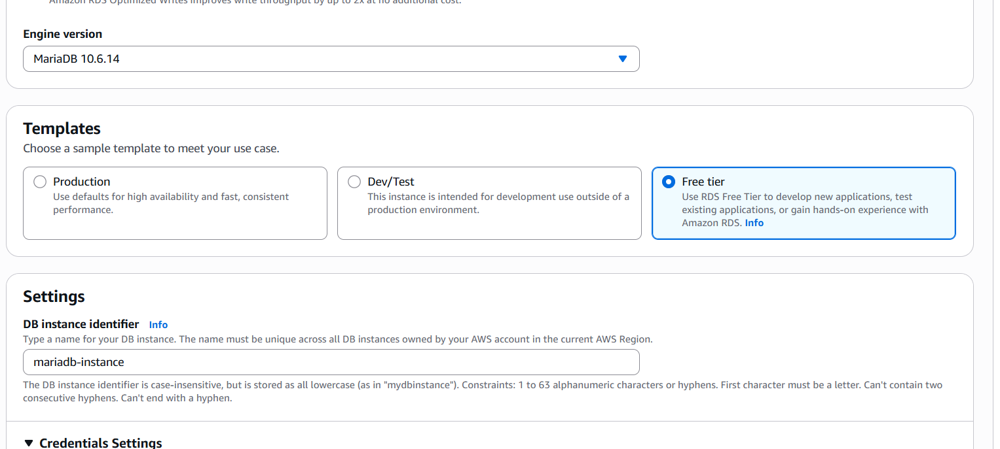 Amazon RDS Optimized Writes improves write throughput by up to 2x at no additional cost.
Engine version
MariaDB 10.6.14
Templates
Choose a sample template to meet your use case.
Production
Use defaults for high availability and fast, consistent
performance.
Dev/Test
This instance is intended for development use outside of a
production environment.
Free tier
Use RDS Free Tier to develop new applications, test
existing applications, or gain hands-on experience with
Amazon RDS. Info
Settings
DB instance identifier Info
Type a name for your DB instance. The name must be unique across all DB instances owned by your AWS account in the current AWS Region.
mariadb-instance
The DB instance identifier is case-insensitive, but is stored as all lowercase (as in "mydbinstance"). Constraints: 1 to 63 alphanumeric characters or hyphens. First character must be a letter. Can't contain two
consecutive hyphens. Can't end with a hyphen.
Credentials Settings